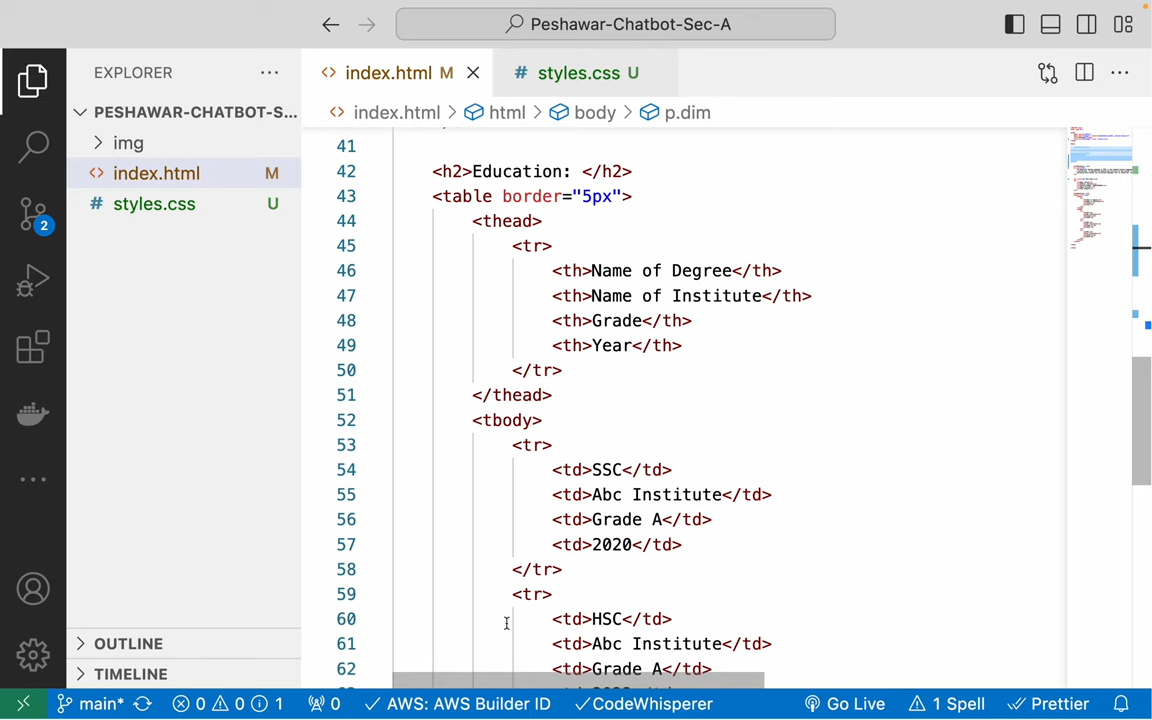 Peshawar-Chatbot-Sec-A
EXPLORER
index.html M
# styles.css U
PESHAWAR-CHATBOT-S...
index.html > html > body > p.dim
img
index.html M
# styles.css U
41
42 <h2>Education: </h2>
43 <table border="5px">
44 <thead>
45 <tr>
46 <th>Name of Degree</th>
47 <th>Name of Institute</th>
48 <th>Grade</th>
49 <th>Year</th>
50 </tr>
51 </thead>
52 <tbody>
53 <tr>
54 <td>SSC</td>
55 <td>Abc Institute</td>
56 <td>Grade A</td>
57 <td>2020</td>
58 </tr>
59 <tr>
60 <td>HSC</td>
61 <td>Abc Institute</td>
62 <td>Grade A</td>
2
OUTLINE
TIMELINE
main* 0 0 1 0 AWS: AWS Builder ID CodeWhisperer Go Live 1 Spell Prettier